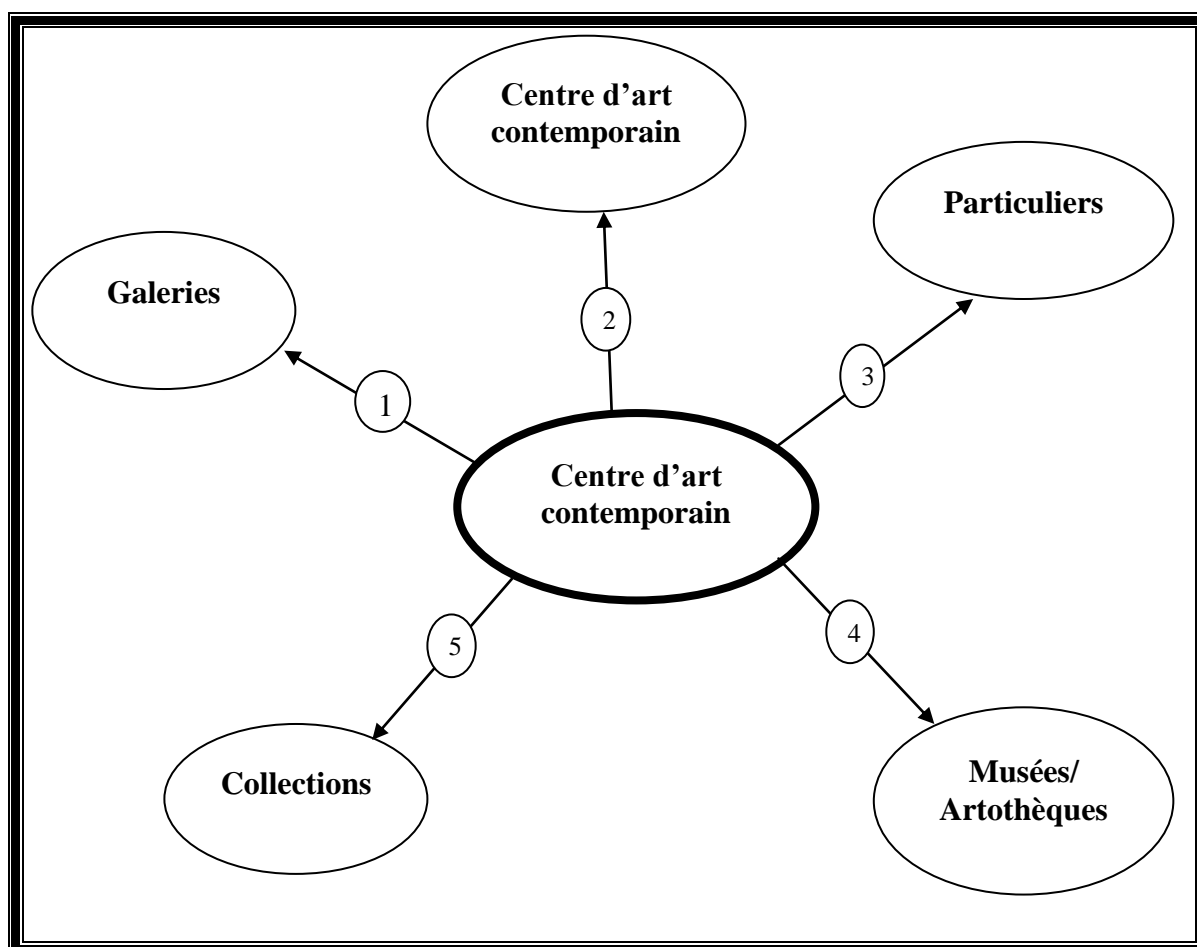 Centre d’art
contemporain
Particuliers
Galeries
2
3
1
Centre d’art
contemporain
5
4
Collections
Musées/
Artothèques